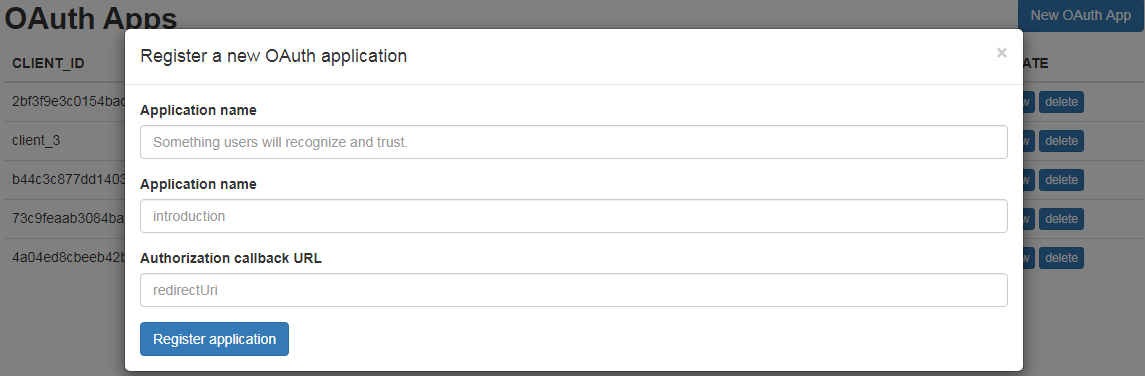 OAuth Apps
New OAuth App
Register a new OAuth application
×
CLIENT_ID
ATE
Application name
2bf3f9e3c0154bac
w
delete
Something users will recognize and trust.
client_3
w
delete
Application name
b44c3c877dd1403
w
delete
introduction
73c9feaab3084ba
w
delete
Authorization callback URL
4a04ed8cbeeb42b
w
delete
redirectUri
Register application